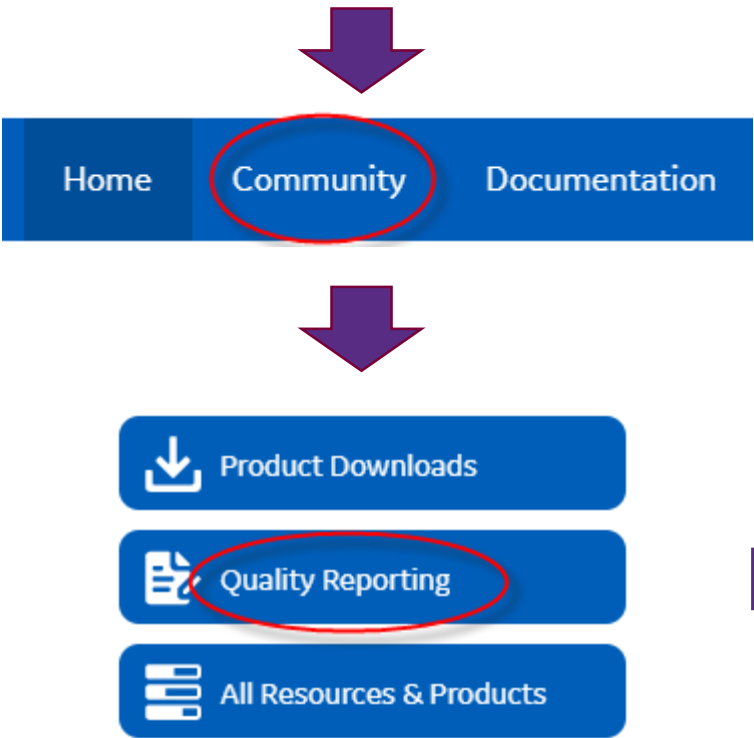 Home Community Documentation
Product Downloads
Quality Reporting
All Resources & Products